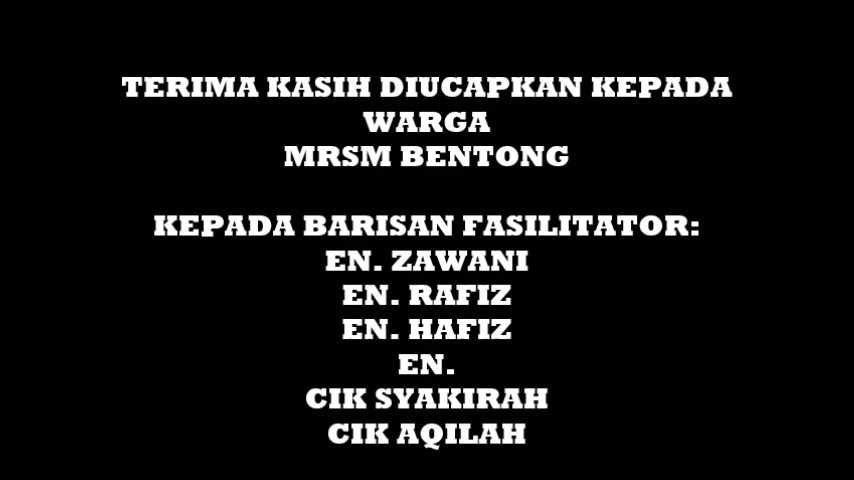 TERIMA KASIH DIUCAPKAN KEPADA
WARGA
MRSM BENTONG
KEPADA BARISAN FASILITATOR:
EN. ZAWANI
EN. RAFIZ
EN. HAFIZ
EN.
CIK SYAKIRAH
CIK AQILAH